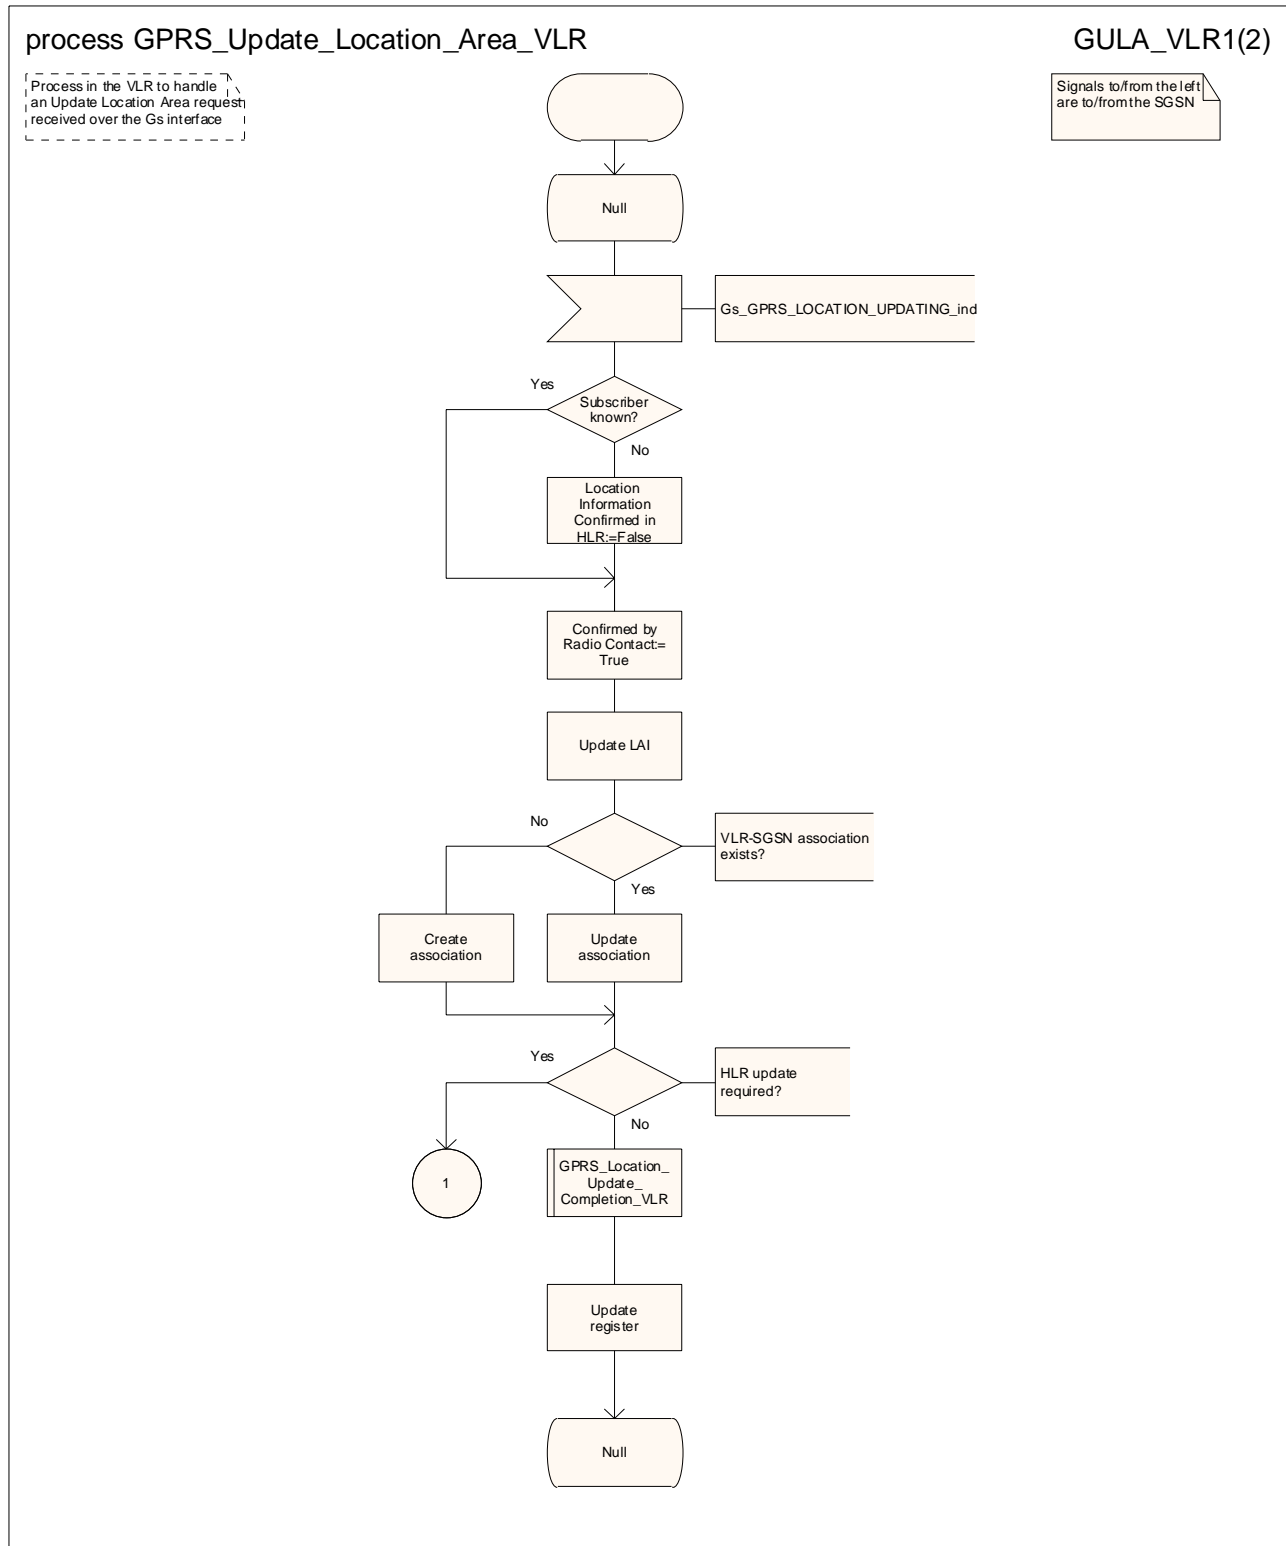 process GPRS_Update_Location_Area_VLR
GULA_VLR1(2)
Process in the VLR to handle
an Update Location Area request
received over the Gs interface
Signals to/from the left
are to/from the SGSN
Null
Gs_GPRS_LOCATION_UPDATING_ind
Yes
Subscriber
known?
No
Location
Information
Confirmed in
HLR:=False
Confirmed by
Radio Contact:=
True
Update LAI
No
VLR-SGSN association
exists?
Yes
Create
association
Update
association
Yes
HLR update
required?
No
1
GPRS_Location_
Update_
Completion_VLR
Update
register
Null